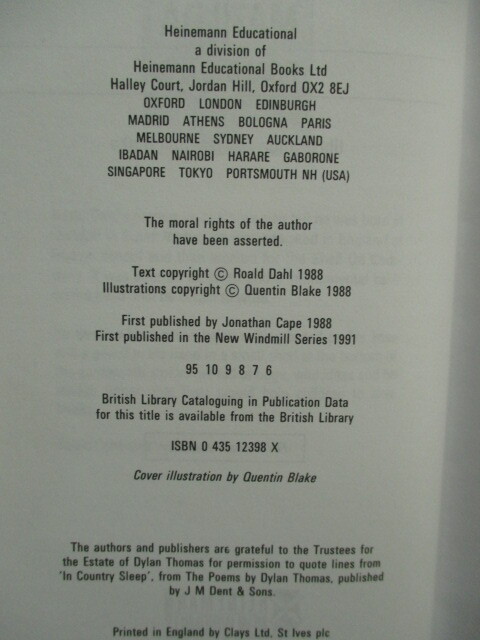 Heinemann Educational
a division of
Heinemann Educational Books Ltd
Halley Court, Jordan Hill, Oxford OX2 8EJ
OXFORD LONDON EDINBURGH
MADRID ATHENS BOLOGNA PARIS
MELBOURNE SYDNEY AUCKLAND
IBADAN NAIROBI HARARE GABORONE
SINGAPORE TOKYO PORTSMOUTH NH (USA)
The moral rights of the author
have been asserted.
Text copyright © Roald Dahl 1988
Illustrations copyright © Quentin Blake 1988
First published by Jonathan Cape 1988
First published in the New Windmill Series 1991
95 10 9 8 7 6
British Library Cataloguing in Publication Data
for this title is available from the British Library
ISBN 0 435 12398 X
Cover illustration by Quentin Blake
The authors and publishers are grateful to the Trustees for
the Estate of Dylan Thomas for permission to quote lines from
'In Country Sleep', from The Poems by Dylan Thomas, published
by J M Dent & Sons.
Printed in England by Clays Ltd, St Ives plc